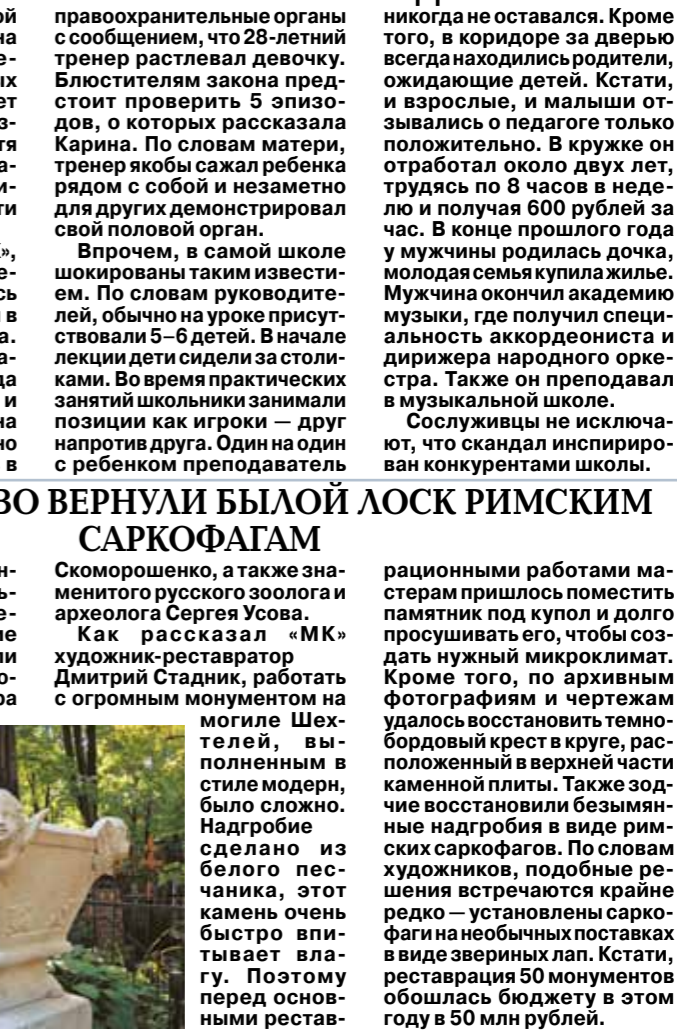 правоохранительные органы
с сообщением, что 28-летний
тренер растлевал девочку.
Блюстителям закона пред-
стоит проверить 5 эпизо-
дов, о которых рассказала
Карина. По словам матери,
тренер якобы сажал ребенка
рядом с собой и незаметно
для других демонстрировал
свой половой орган.
Впрочем, в самой школе
шокированы таким извести-
ем. По словам руководите-
лей, обычно на уроке присут-
ствовали 5–6 детей. В начале
лекции дети сидели за столи-
ками. Во время практических
занятий школьники занимали
позиции как игроки — друг
напротив друга. Один на один
с ребенком преподаватель
никогда не оставался. Кроме
того, в коридоре за дверью
всегда находились родители,
ожидающие детей. Кстати,
и взрослые, и малыши от-
зывались о педагоге только
положительно. В кружке он
отработал около двух лет,
трудясь по 8 часов в неде-
лю и получая 600 рублей за
час. В конце прошлого года
у мужчины родилась дочка,
молодая семья купила жилье.
Мужчина окончил академию
музыки, где получил специ-
альность аккордеониста и
дирижера народного орке-
стра. Также он преподавал
в музыкальной школе.
Сослуживцы не исключа-
ют, что скандал инспириро-
ван конкурентами школы.
ВО ВЕРНУЛИ БЫЛОЙ ЛОСК РИМСКИМ
САРКОФАГАМ
Скоморошенко, а также зна-
менитого русского зоолога и
археолога Сергея Усова.
Как рассказал «МК»
художник-реставратор
Дмитрий Стадник, работать
с огромным монументом на
могиле Шех-
телей, вы-
полненным в
стиле модерн,
было сложно.
Надгробие
сделано из
белого пес-
чаника, этот
камень очень
быстро впи-
тывает вла-
гу. Поэтому
перед основ-
ными рестав-
рационными работами ма-
стерам пришлось поместить
памятник под купол и долго
просушивать его, чтобы соз-
дать нужный микроклимат.
Кроме того, по архивным
фотографиям и чертежам
удалось восстановить темно-
бордовый крест в круге, рас-
положенный в верхней части
каменной плиты. Также зод-
чие восстановили безымян-
ные надгробия в виде рим-
ских саркофагов. По словам
художников, подобные ре-
шения встречаются крайне
редко — установлены сарко-
фаги на необычных поставках
в виде звериных лап. Кстати,
реставрация 50 монументов
обошлась бюджету в этом
году в 50 млн рублей.